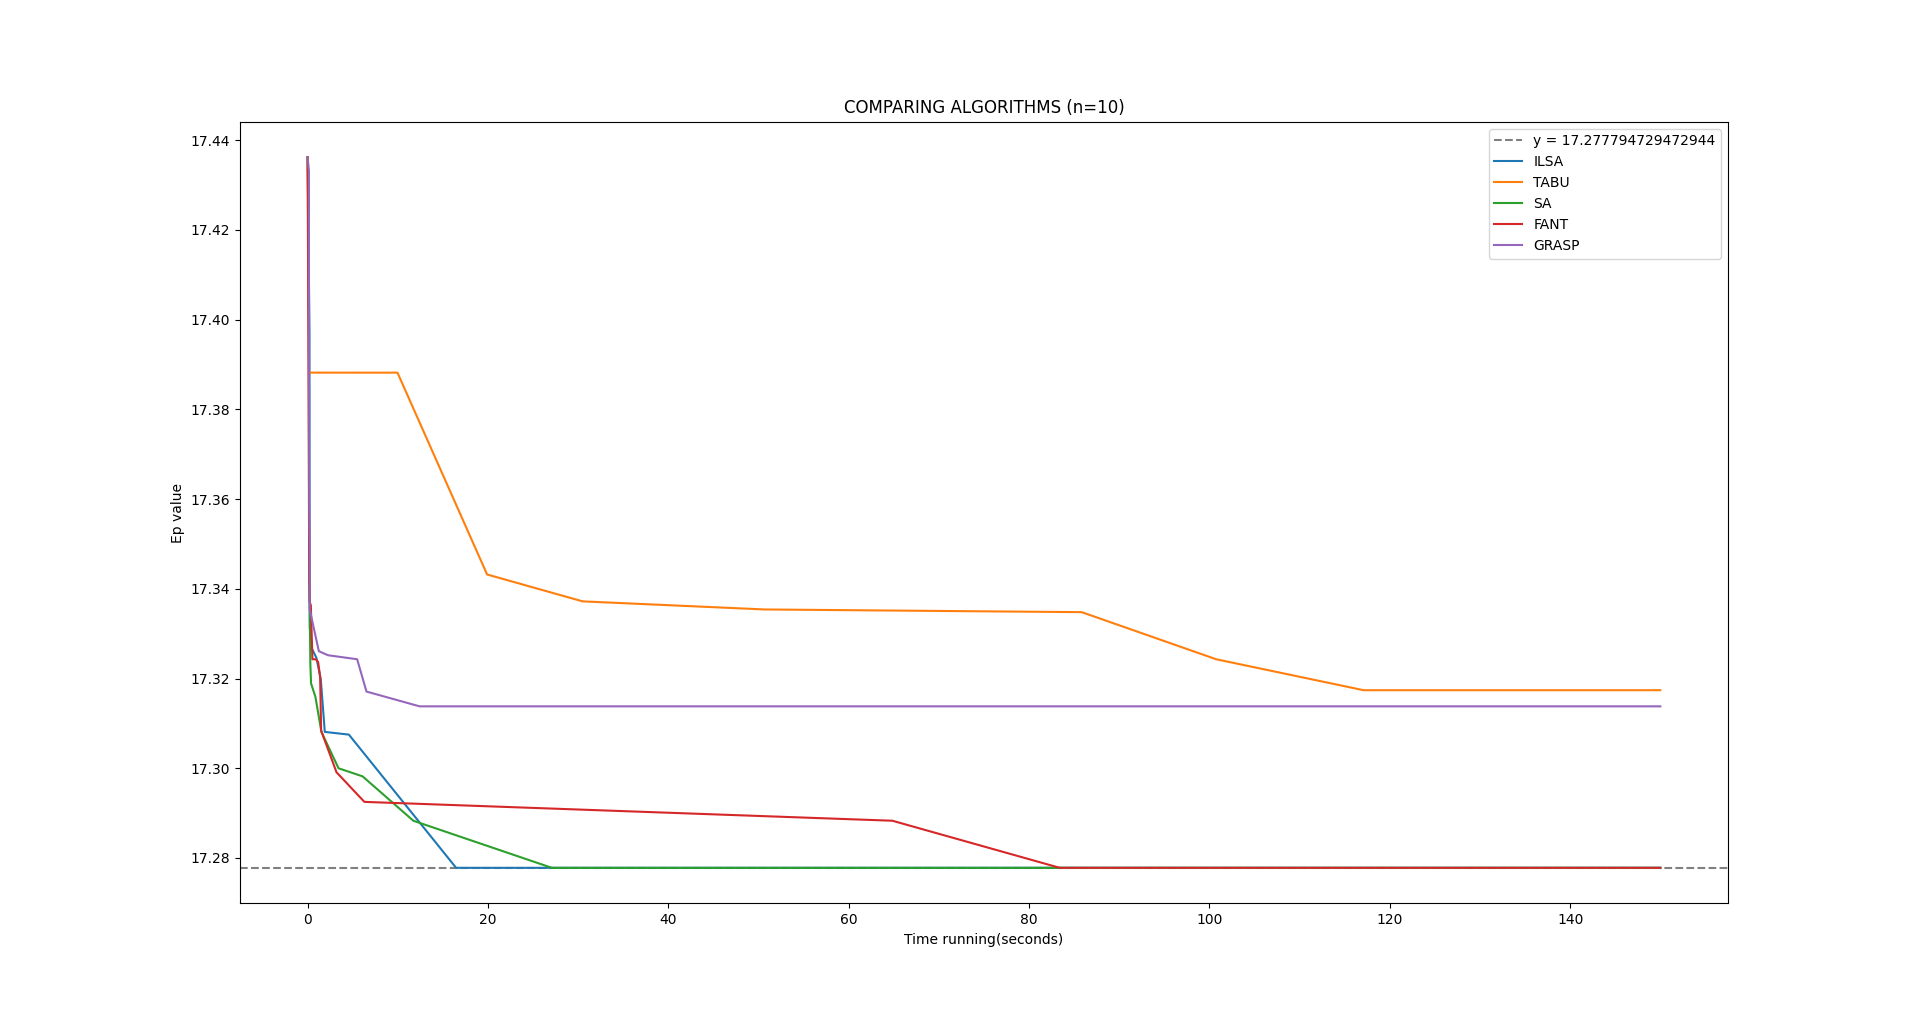 COMPARING ALGORITHMS (n=10)
y = 17.277794729472944
ILSA
TABU
SA
FANT
GRASP
17.44
17.42
17.40
17.38
17.36
17.34
17.32
17.30
17.28
Ep value
0 20 40 60 80 100 120 140
Time running(seconds)